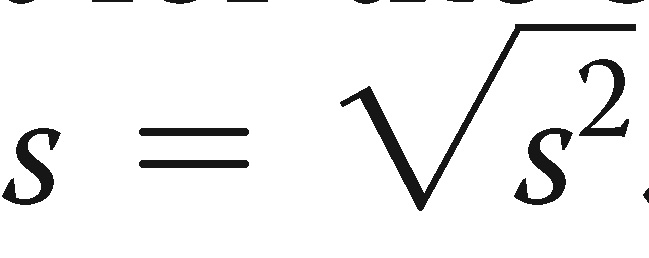 s = √s²